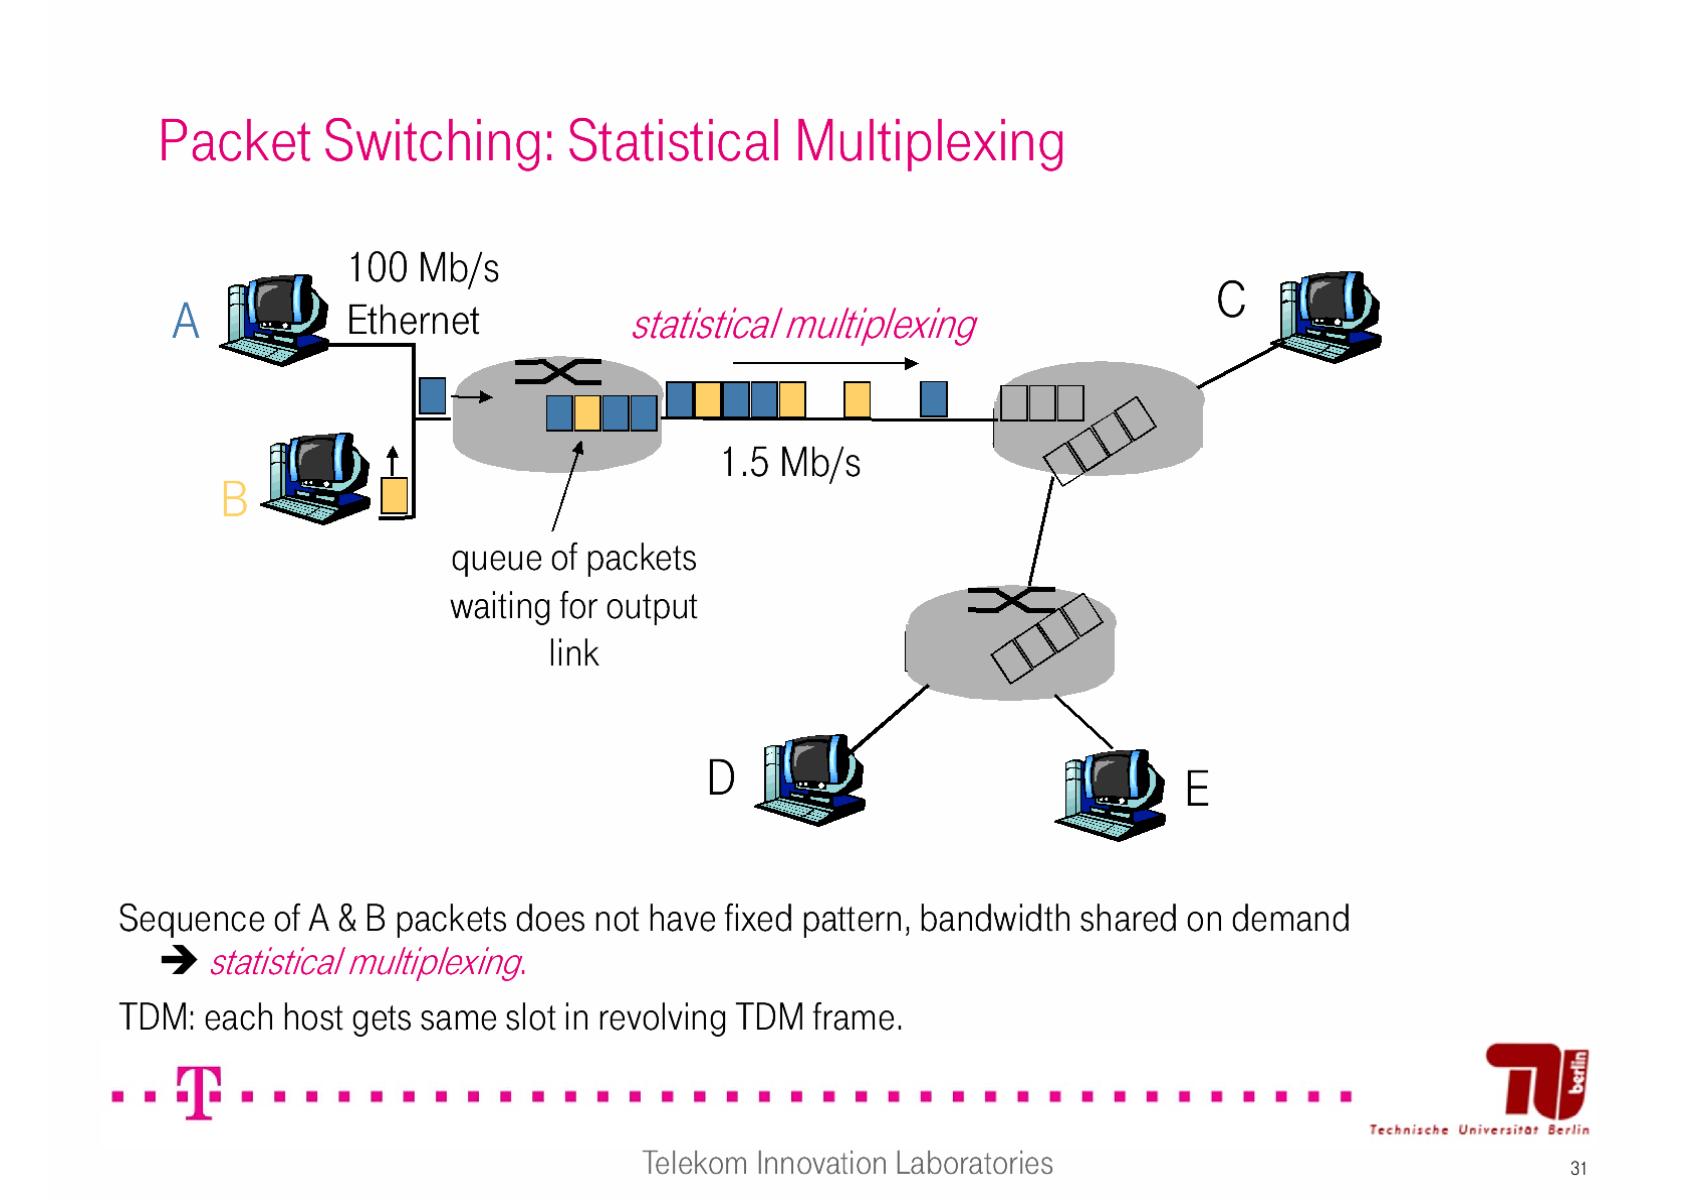 Packet Switching: Statistical Multiplexing
100 Mb/s
Ethernet
A
statistical multiplexing
C
1.5 Mb/s
B
queue of packets
waiting for output
link
D
E
Sequence of A & B packets does not have fixed pattern, bandwidth shared on demand
➔ statistical multiplexing.
TDM: each host gets same slot in revolving TDM frame.
T
berlin
Technische Universität Berlin
Telekom Innovation Laboratories
31